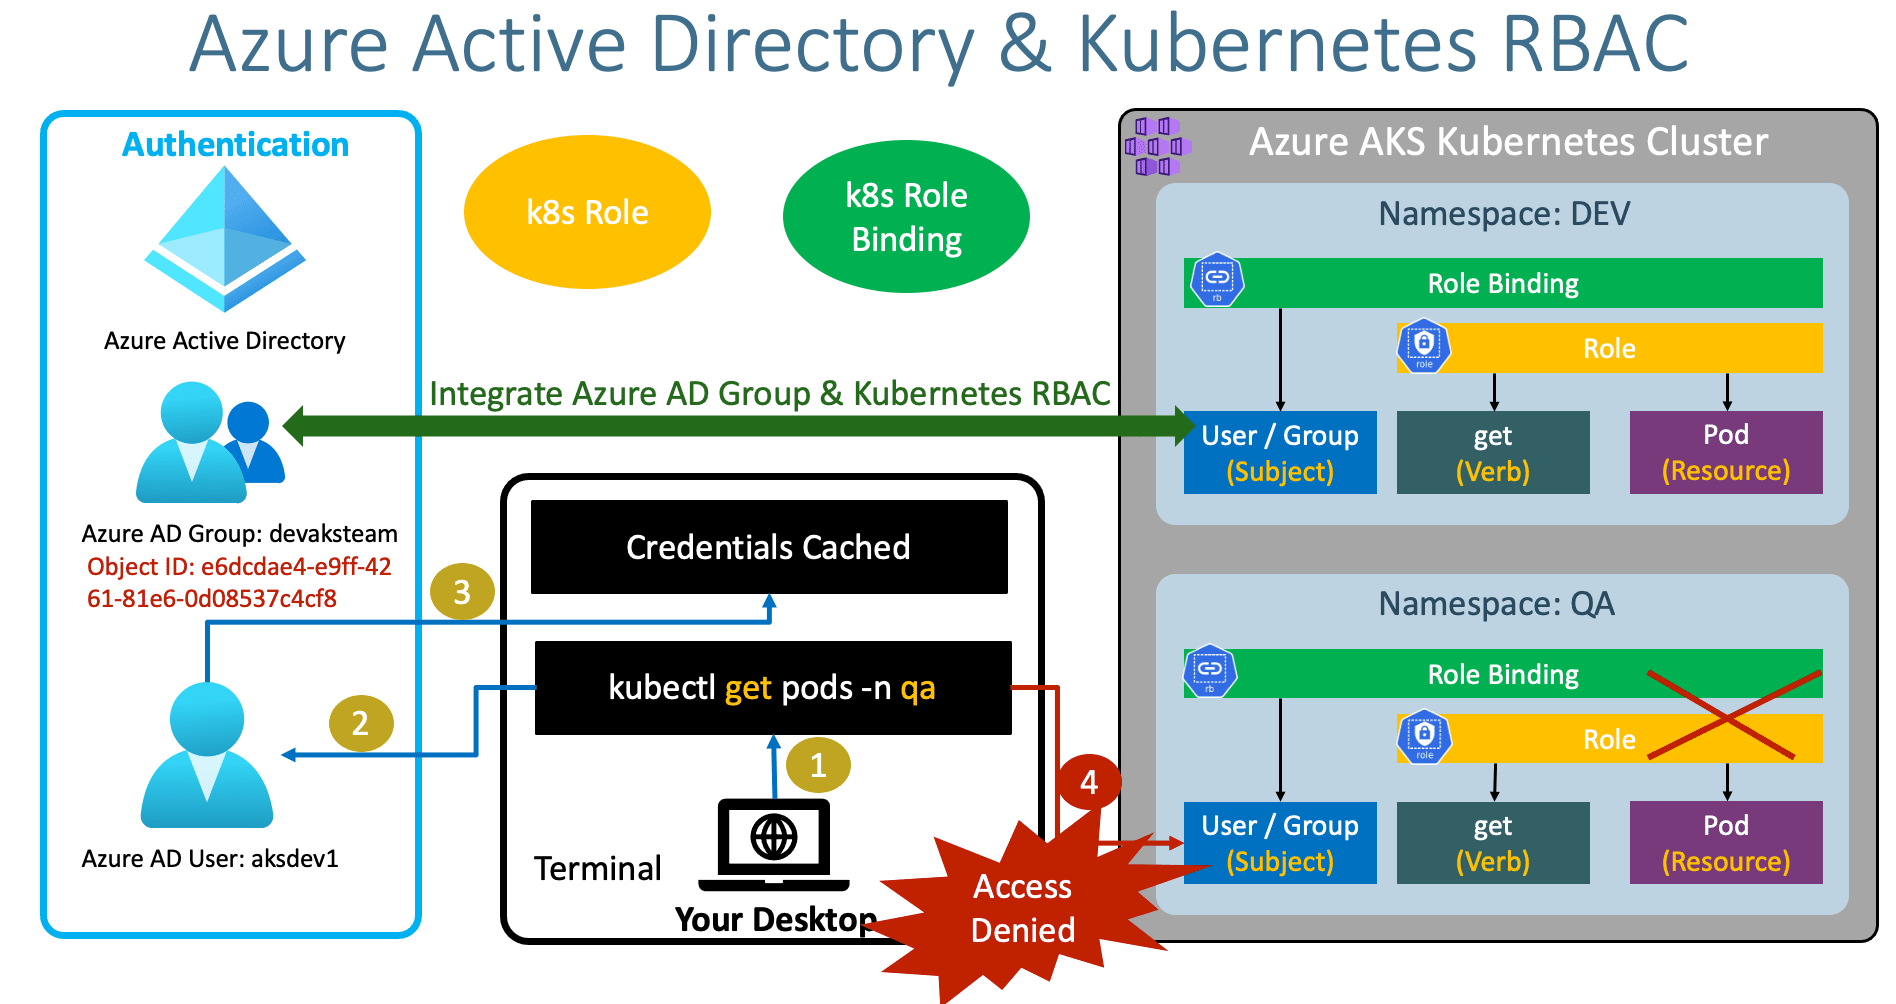 Azure Active Directory & Kubernetes RBAC
Authentication
Azure Active Directory
Azure AD Group: devaksteam
Object ID: e6dcdae4-e9ff-42
61-81e6-0d08537c4cf8
Azure AD User: aksdev1
k8s Role
k8s Role
Binding
Integrate Azure AD Group & Kubernetes RBAC
Credentials Cached
3
kubectl get pods -n qa
2
1
4
Terminal
Your Desktop
Access
Denied
Azure AKS Kubernetes Cluster
Namespace: DEV
rb
Role Binding
role
Role
User / Group
(Subject)
get
(Verb)
Pod
(Resource)
Namespace: QA
rb
Role Binding
role
Role
User / Group
(Subject)
get
(Verb)
Pod
(Resource)